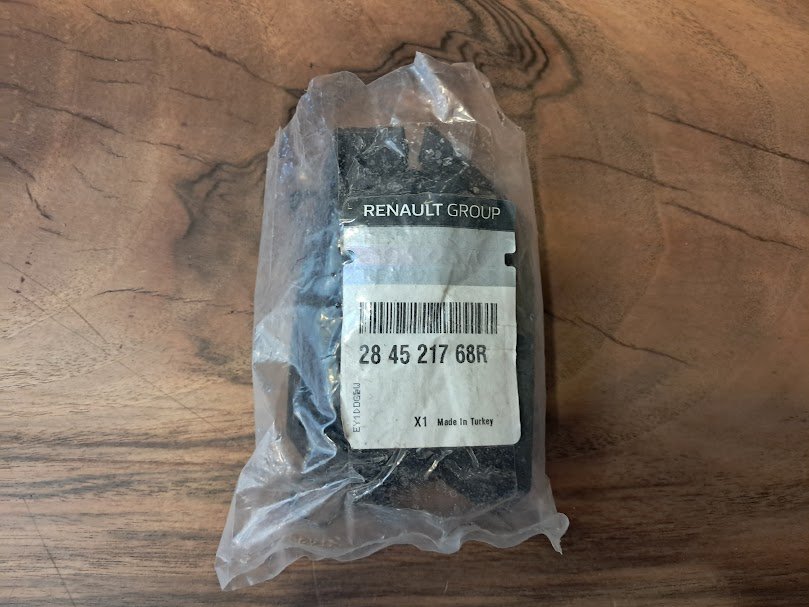 RENAULT GROUP
28 45 217 68R
X1 Made In Turkey